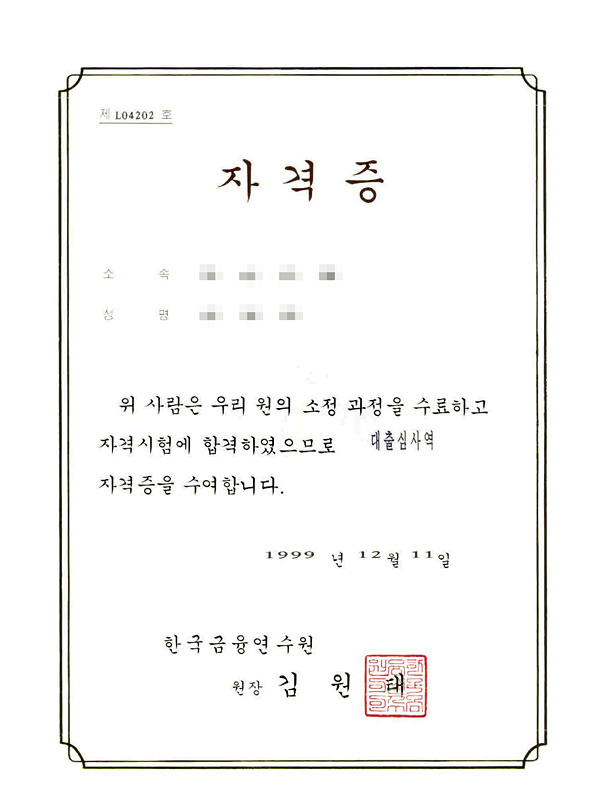 제 L04202 호
자격증
소 속
성 명
위 사람은 우리 원의 소정 과정을 수료하고
자격시험에 합격하였으므로 대출심사역
자격증을 수여합니다.
1999 년 12 월 11 일
한국금융연수원
원장 김 원 태